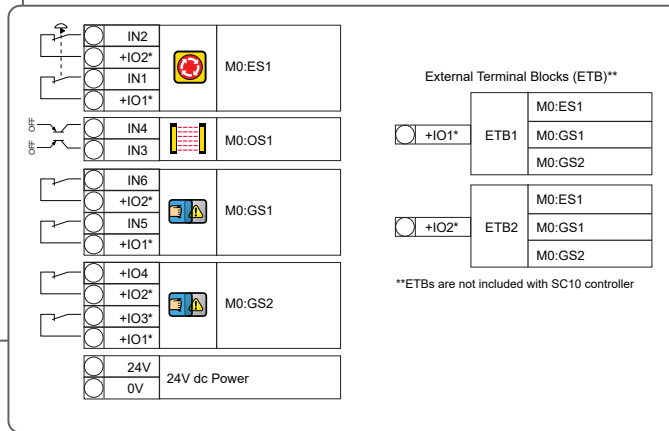 IN2
+IO2*
IN1
+IO1*
M0:ES1
OFF
OFF
IN4
IN3
M0:OS1
IN6
+IO2*
IN5
+IO1*
M0:GS1
+IO4
+IO2*
+IO3*
+IO1*
M0:GS2
24V
0V
24V dc Power
External Terminal Blocks (ETB)**
+IO1*
ETB1
M0:ES1
M0:GS1
M0:GS2
+IO2*
ETB2
M0:ES1
M0:GS1
M0:GS2
**ETBs are not included with SC10 controller